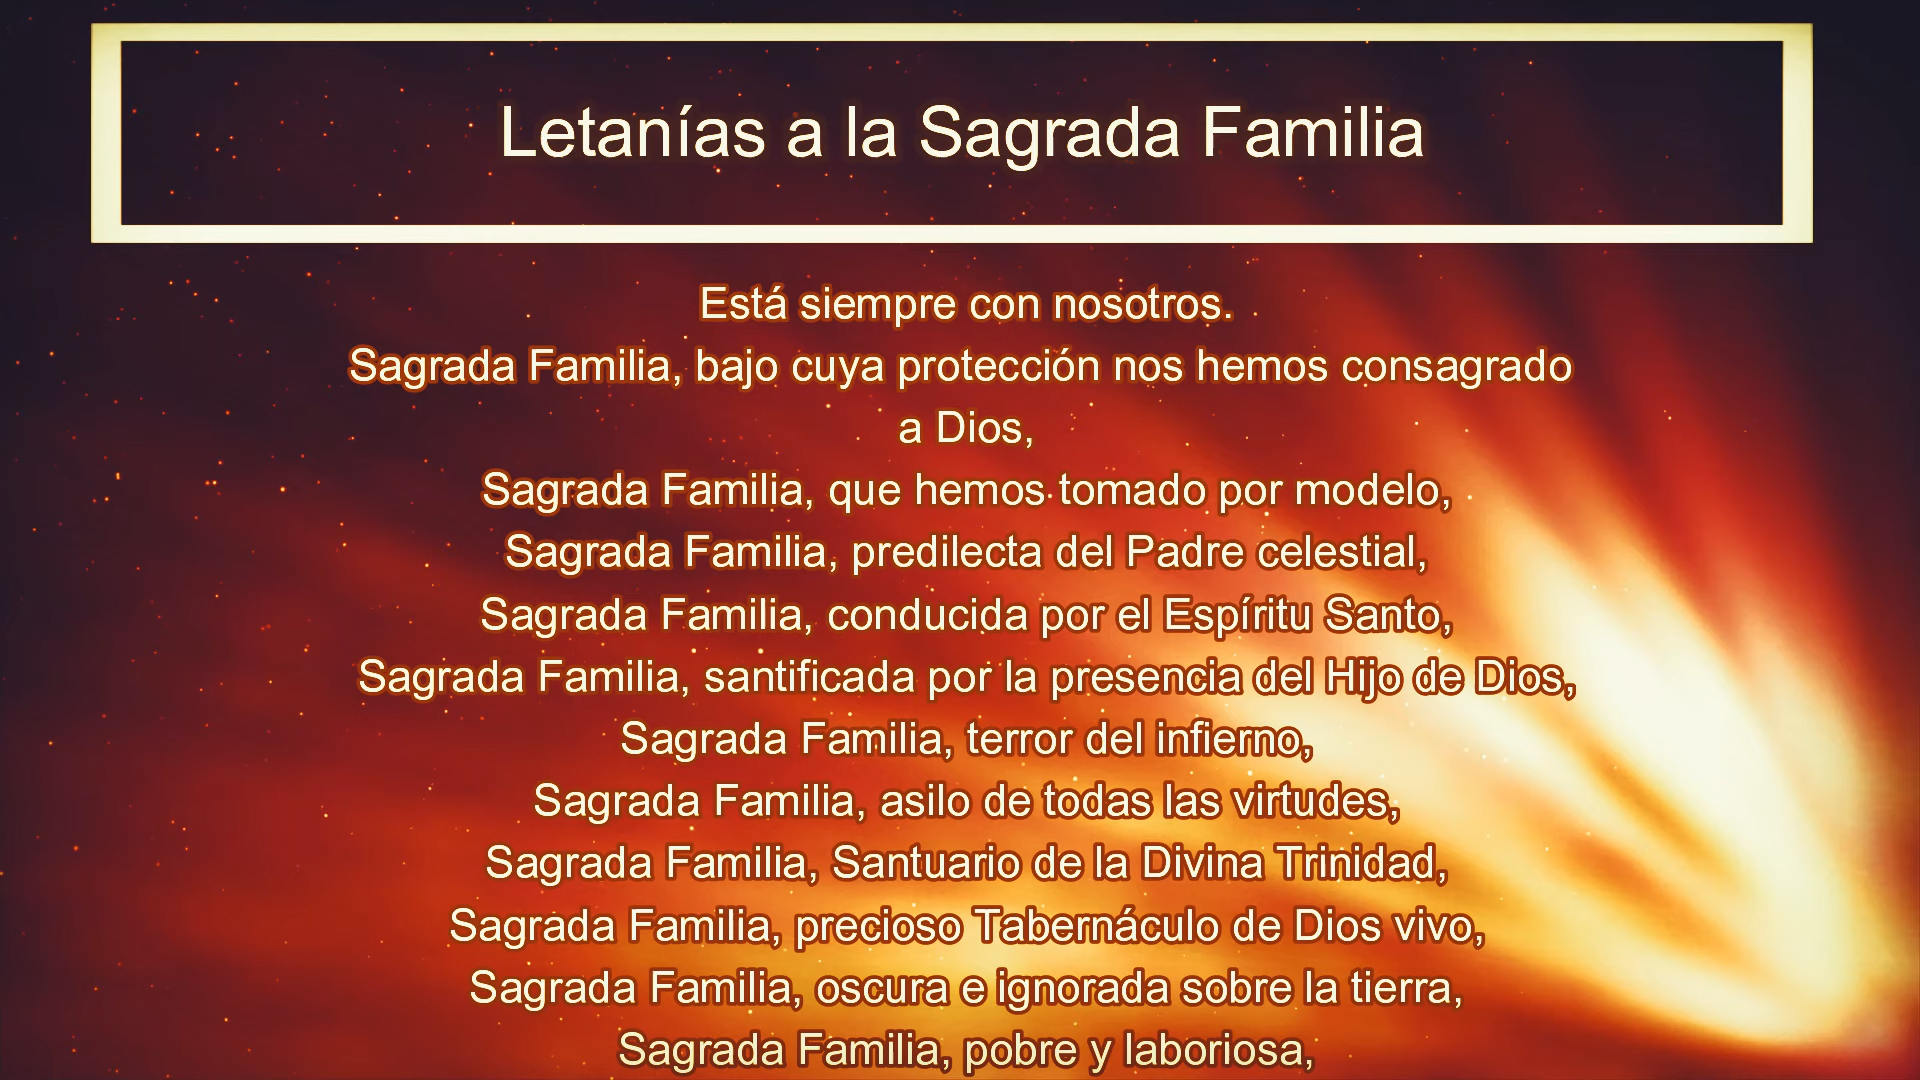 Letanías a la Sagrada Familia
Está siempre con nosotros.
Sagrada Familia, bajo cuya protección nos hemos consagrado
a Dios,
Sagrada Familia, que hemos tomado por modelo,
Sagrada Familia, predilecta del Padre celestial,
Sagrada Familia, conducida por el Espíritu Santo,
Sagrada Familia, santificada por la presencia del Hijo de Dios,
Sagrada Familia, terror del infierno,
Sagrada Familia, asilo de todas las virtudes,
Sagrada Familia, Santuario de la Divina Trinidad,
Sagrada Familia, precioso Tabernáculo de Dios vivo,
Sagrada Familia, oscura e ignorada sobre la tierra,
Sagrada Familia, pobre y laboriosa,